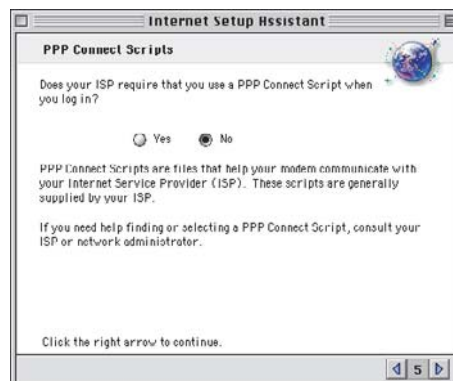 Internet Setup Assistant
PPP Connect Scripts
Does your ISP require that you use a PPP Connect Script when
you log in?
Yes No
PPP Connect Scripts are files that help your modem communicate with
your Internet Service Provider (ISP). These scripts are generally
supplied by your ISP.
If you need help finding or selecting a PPP Connect Script, consult your
ISP or network administrator.
Click the right arrow to continue.
5